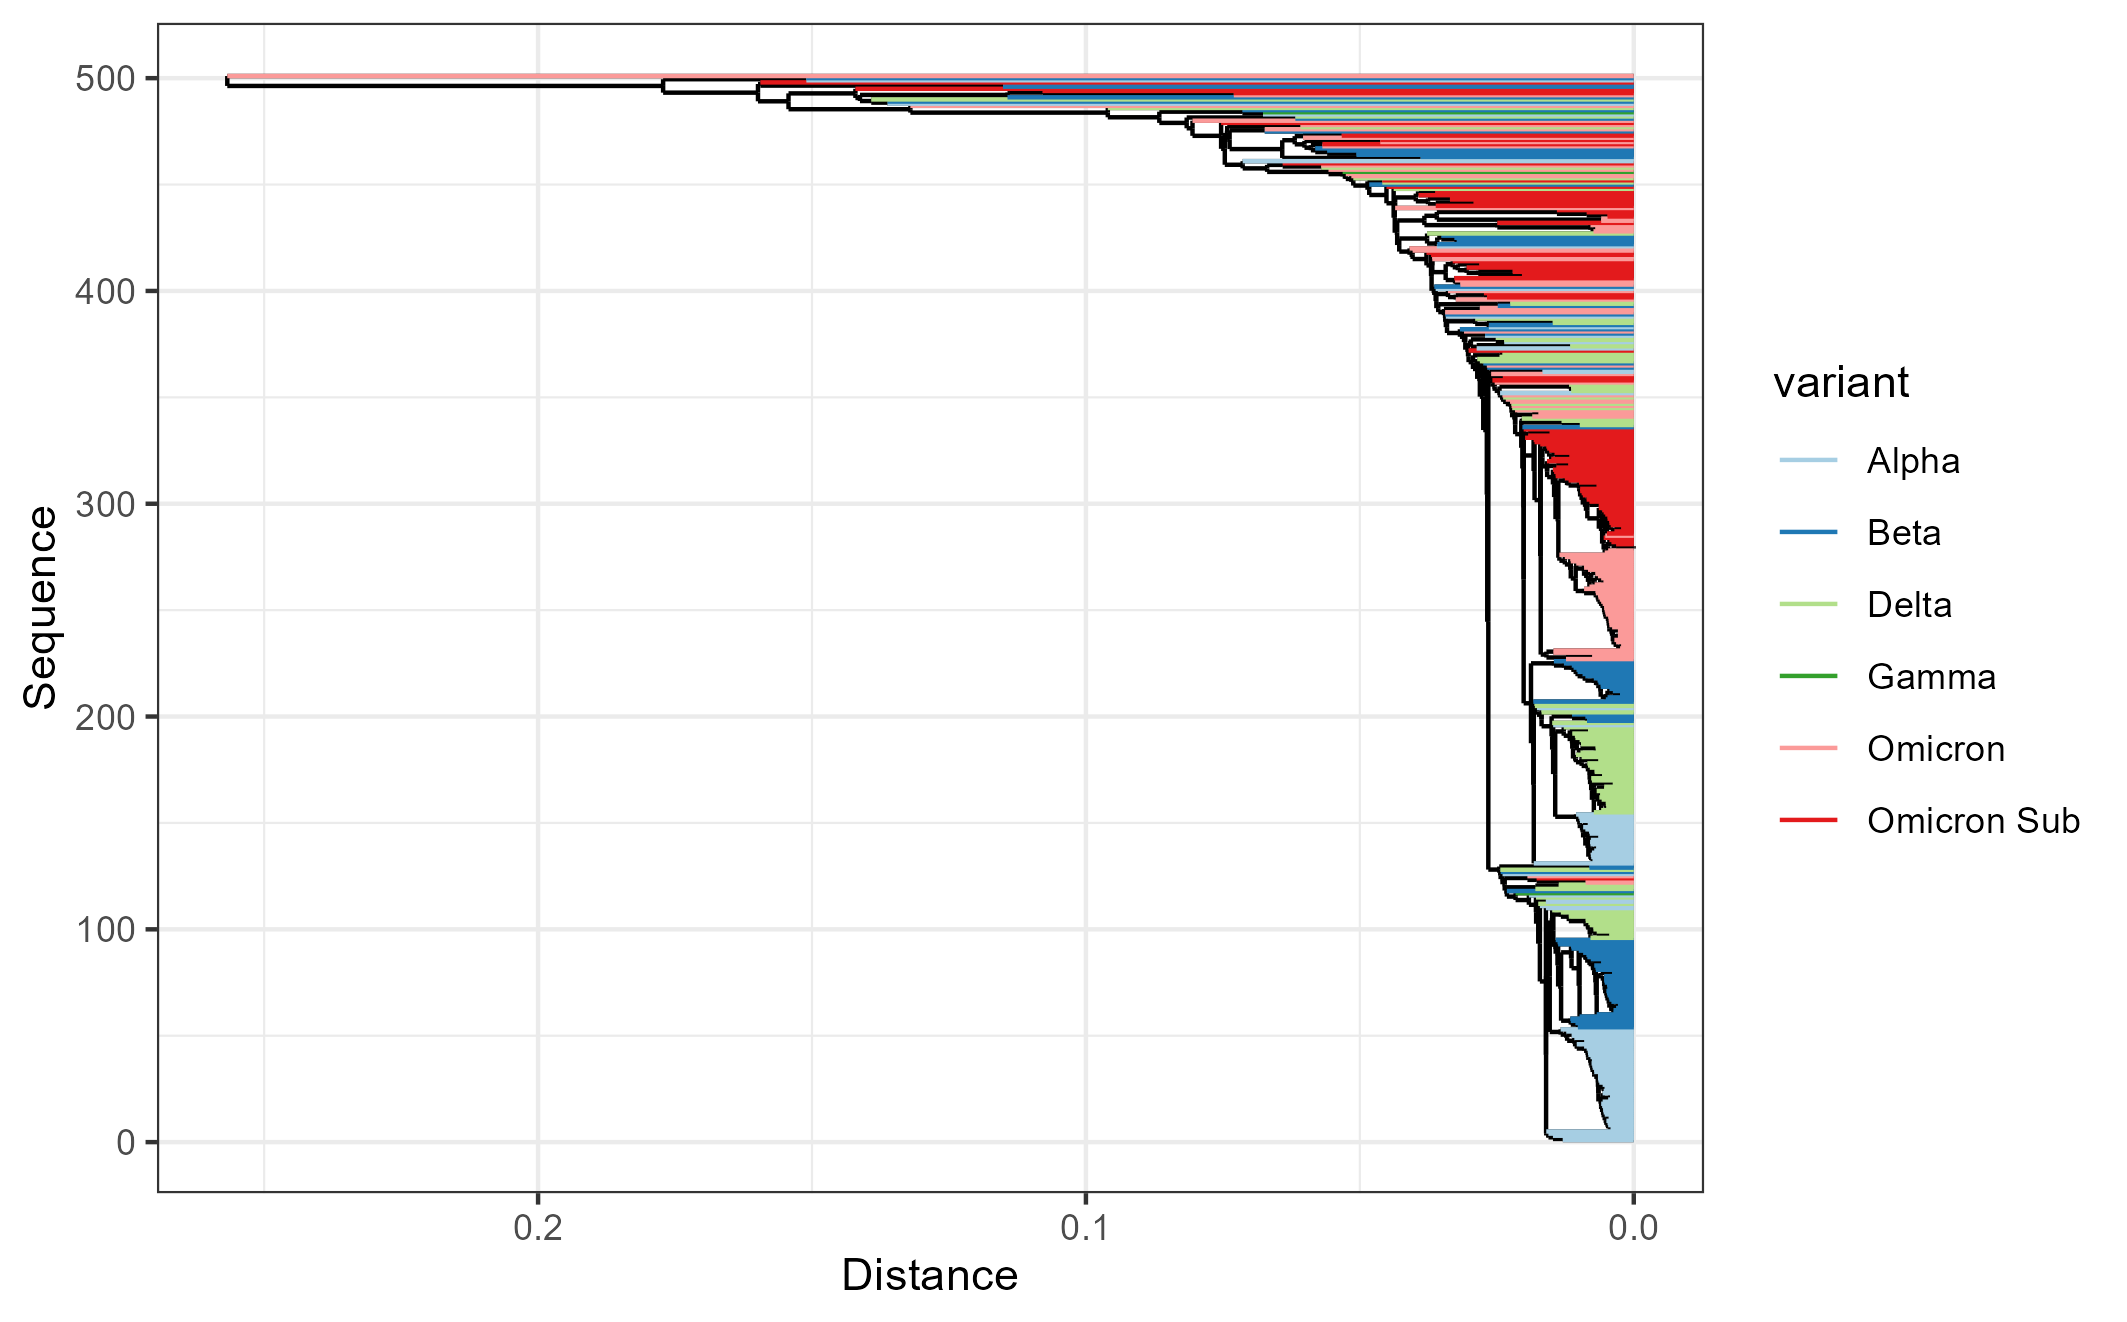 500
400
300
200
100
0
Sequence
0.2
0.1
0.0
Distance
variant
Alpha
Beta
Delta
Gamma
Omicron
Omicron Sub